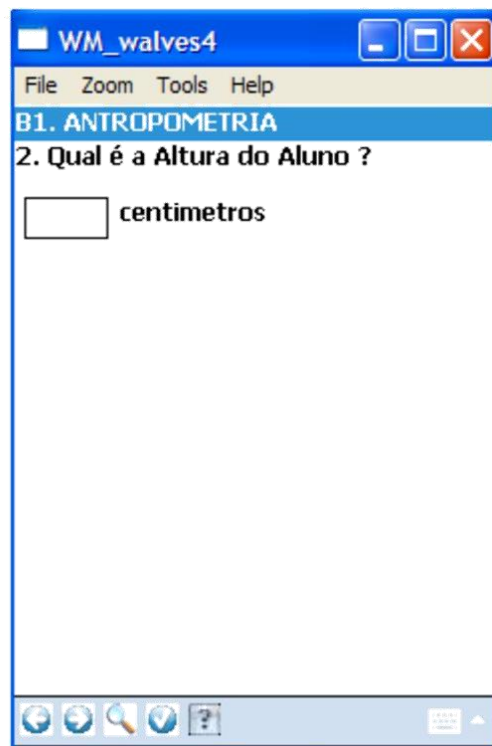 WM_walves4
File Zoom Tools Help
B1. ANTROPOMETRIA
2. Qual é a Altura do Aluno ?
centimetros
?